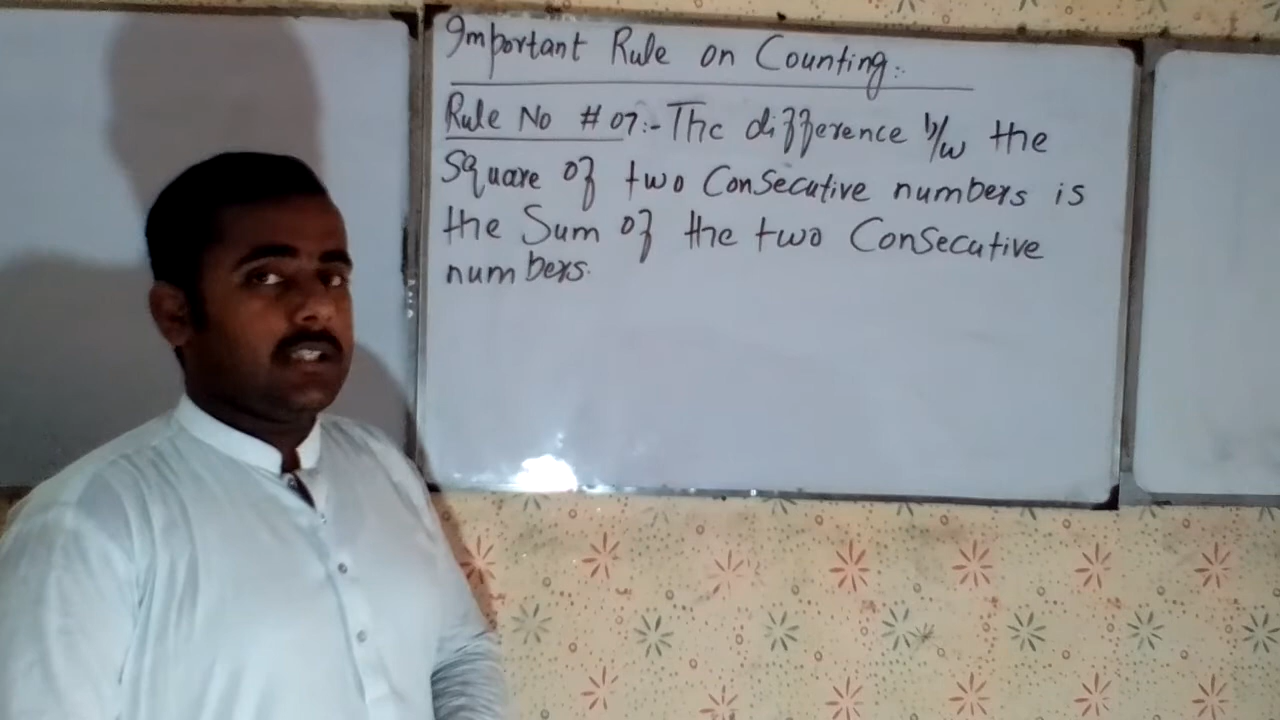 Important Rule on Counting:-
Rule No # 07:- The difference b/w the
Square of two Consecutive numbers is
the Sum of the two Consecutive
numbers.